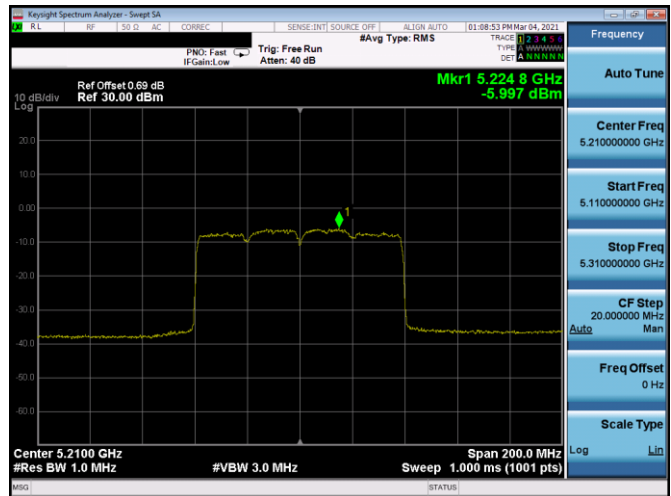 Keysight Spectrum Analyzer - Swept SA
RL RF 50 Ω AC CORREC SENSE:INT SOURCE OFF ALIGN AUTO 01:08:53 PM Mar 04, 2021
#Avg Type: RMS
TRACE 1 2 3 4 5 6
TYPE A WWWWW
DET A N N N N N
PNO: Fast
IFGain:Low
Trig: Free Run
Atten: 40 dB
Frequency
Auto Tune
Mkr1 5.224 8 GHz
-5.997 dBm
Ref Offset 0.69 dB
Ref 30.00 dBm
10 dB/div
Log
20.0
10.0
0.00
-10.0
-20.0
-30.0
-40.0
-50.0
-60.0
1
Center Freq
5.210000000 GHz
Start Freq
5.110000000 GHz
Stop Freq
5.310000000 GHz
CF Step
20.000000 MHz
Auto Man
Freq Offset
0 Hz
Scale Type
Log Lin
Center 5.2100 GHz
Span 200.0 MHz
#Res BW 1.0 MHz
#VBW 3.0 MHz
Sweep 1.000 ms (1001 pts)
MSG
STATUS